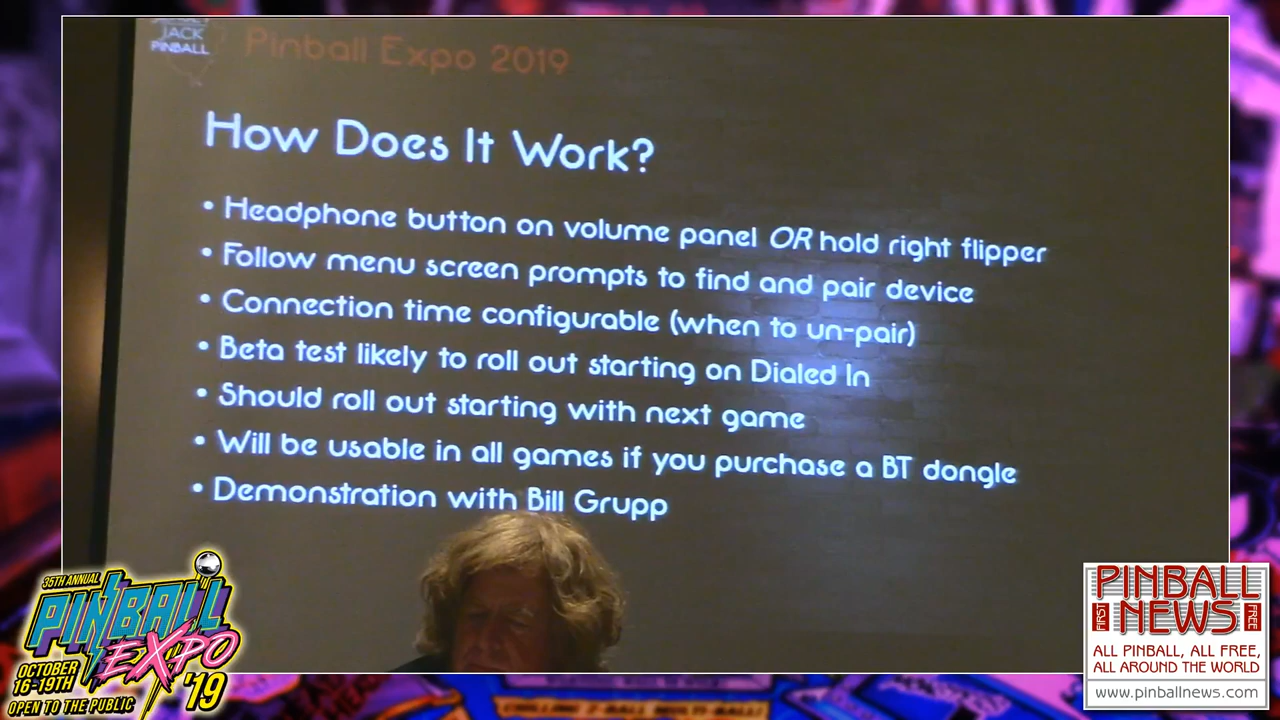 JACK
PINBALL
Pinball Expo 2019
How Does It Work?
• Headphone button on volume panel OR hold right flipper
• Follow menu screen prompts to find and pair device
• Connection time configurable (when to un-pair)
• Beta test likely to roll out starting on Dialed In
• Should roll out starting with next game
• Will be usable in all games if you purchase a BT dongle
• Demonstration with Bill Grupp
35TH ANNUAL
PINBALL
EXPO
'19
OCTOBER
16-19TH
OPEN TO THE PUBLIC
PINBALL
FIRST NEWS FREE
ALL PINBALL, ALL FREE,
ALL AROUND THE WORLD
www.pinballnews.com